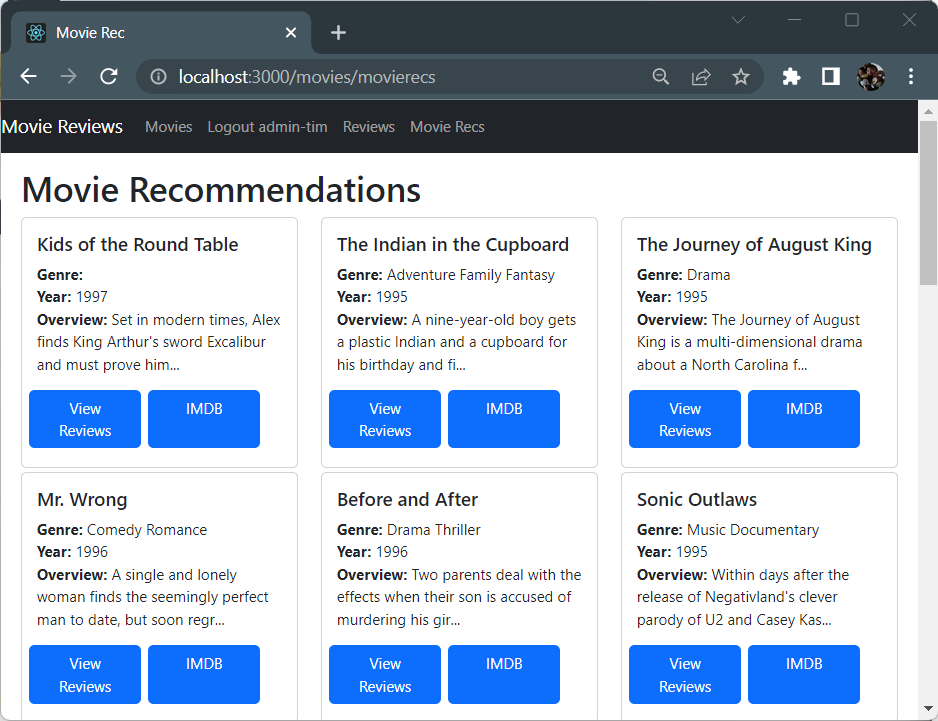 Movie Rec
localhost:3000/movies/movierecs
Movie Reviews Movies Logout admin-tim Reviews Movie Recs
Movie Recommendations
Kids of the Round Table
Genre:
Year: 1997
Overview: Set in modern times, Alex
finds King Arthur's sword Excalibur
and must prove him...
View
Reviews
IMDB
The Indian in the Cupboard
Genre: Adventure Family Fantasy
Year: 1995
Overview: A nine-year-old boy gets
a plastic Indian and a cupboard for
his birthday and fi...
View
Reviews
IMDB
The Journey of August King
Genre: Drama
Year: 1995
Overview: The Journey of August
King is a multi-dimensional drama
about a North Carolina f...
View
Reviews
IMDB
Mr. Wrong
Genre: Comedy Romance
Year: 1996
Overview: A single and lonely
woman finds the seemingly perfect
man to date, but soon regr...
View
Reviews
IMDB
Before and After
Genre: Drama Thriller
Year: 1996
Overview: Two parents deal with the
effects when their son is accused of
murdering his gir...
View
Reviews
IMDB
Sonic Outlaws
Genre: Music Documentary
Year: 1995
Overview: Within days after the
release of Negativland's clever
parody of U2 and Casey Kas...
View
Reviews
IMDB